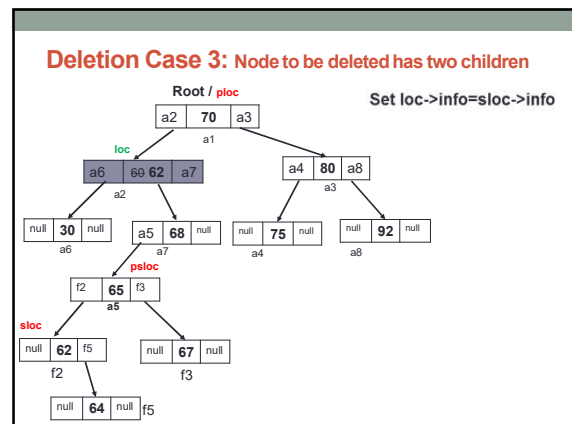 Deletion Case 3: Node to be deleted has two children
Root / ploc
Set loc->info=sloc->info
a2 70 a3
a1
loc
a6 60 62 a7
a2
a4 80 a8
a3
null 30 null
a6
a5 68 null
a7
null 75 null
a4
null 92 null
a8
psloc
f2 65 f3
a5
sloc
null 62 f5
f2
null 67 null
f3
null 64 null f5